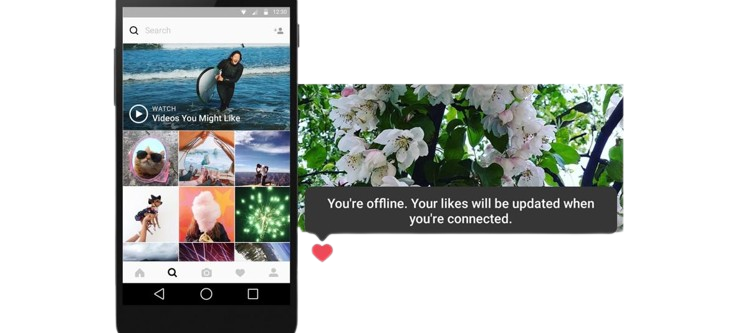 12:30
Search
WATCH
Videos You Might Like
You're offline. Your likes will be updated when
you're connected.